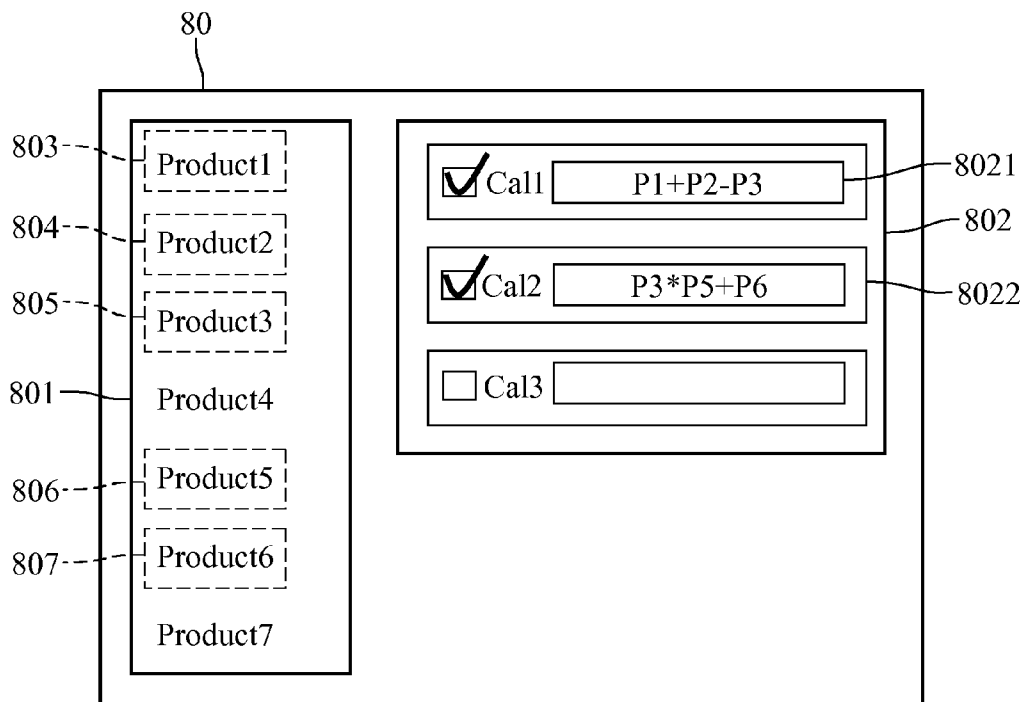 80
803
Product1
804
Product2
805
Product3
801
Product4
806
Product5
807
Product6
Product7
Cal1
P1+P2-P3
8021
802
Cal2
P3*P5+P6
8022
Cal3